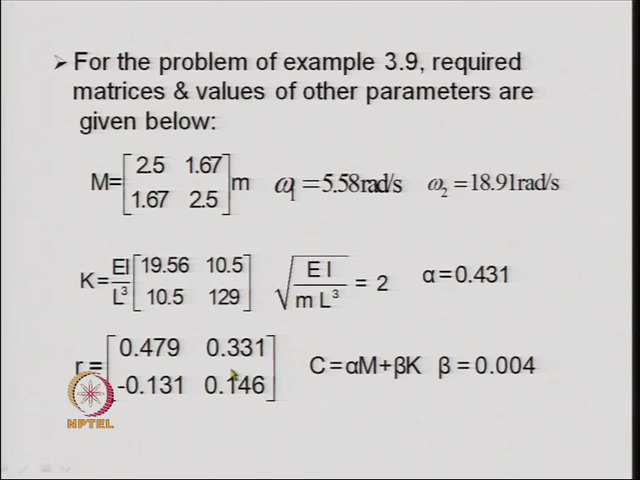 ➢ For the problem of example 3.9, required
matrices & values of other parameters are
given below:
M=[2.5 1.67
1.67 2.5]m ω₁=5.58rad/s ω₂=18.91rad/s
K=EI/L³[19.56 10.5
10.5 129] √(EI/mL³) = 2 α=0.431
r=[0.479 0.331
-0.131 0.146] C=αM+βK β=0.004
NPTEL